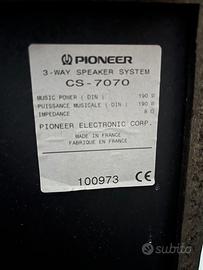 PIONEER
3-WAY SPEAKER SYSTEM
CS-7070
MUSIC POWER ( DIN ) : 190 W
PUISSANCE MUSICALE ( DIN ) : 190 W
IMPEDANCE : 8 Ω
PIONEER ELECTRONIC CORP.
MADE IN FRANCE
FABRIQUE EN FRANCE
100973 CE
subito